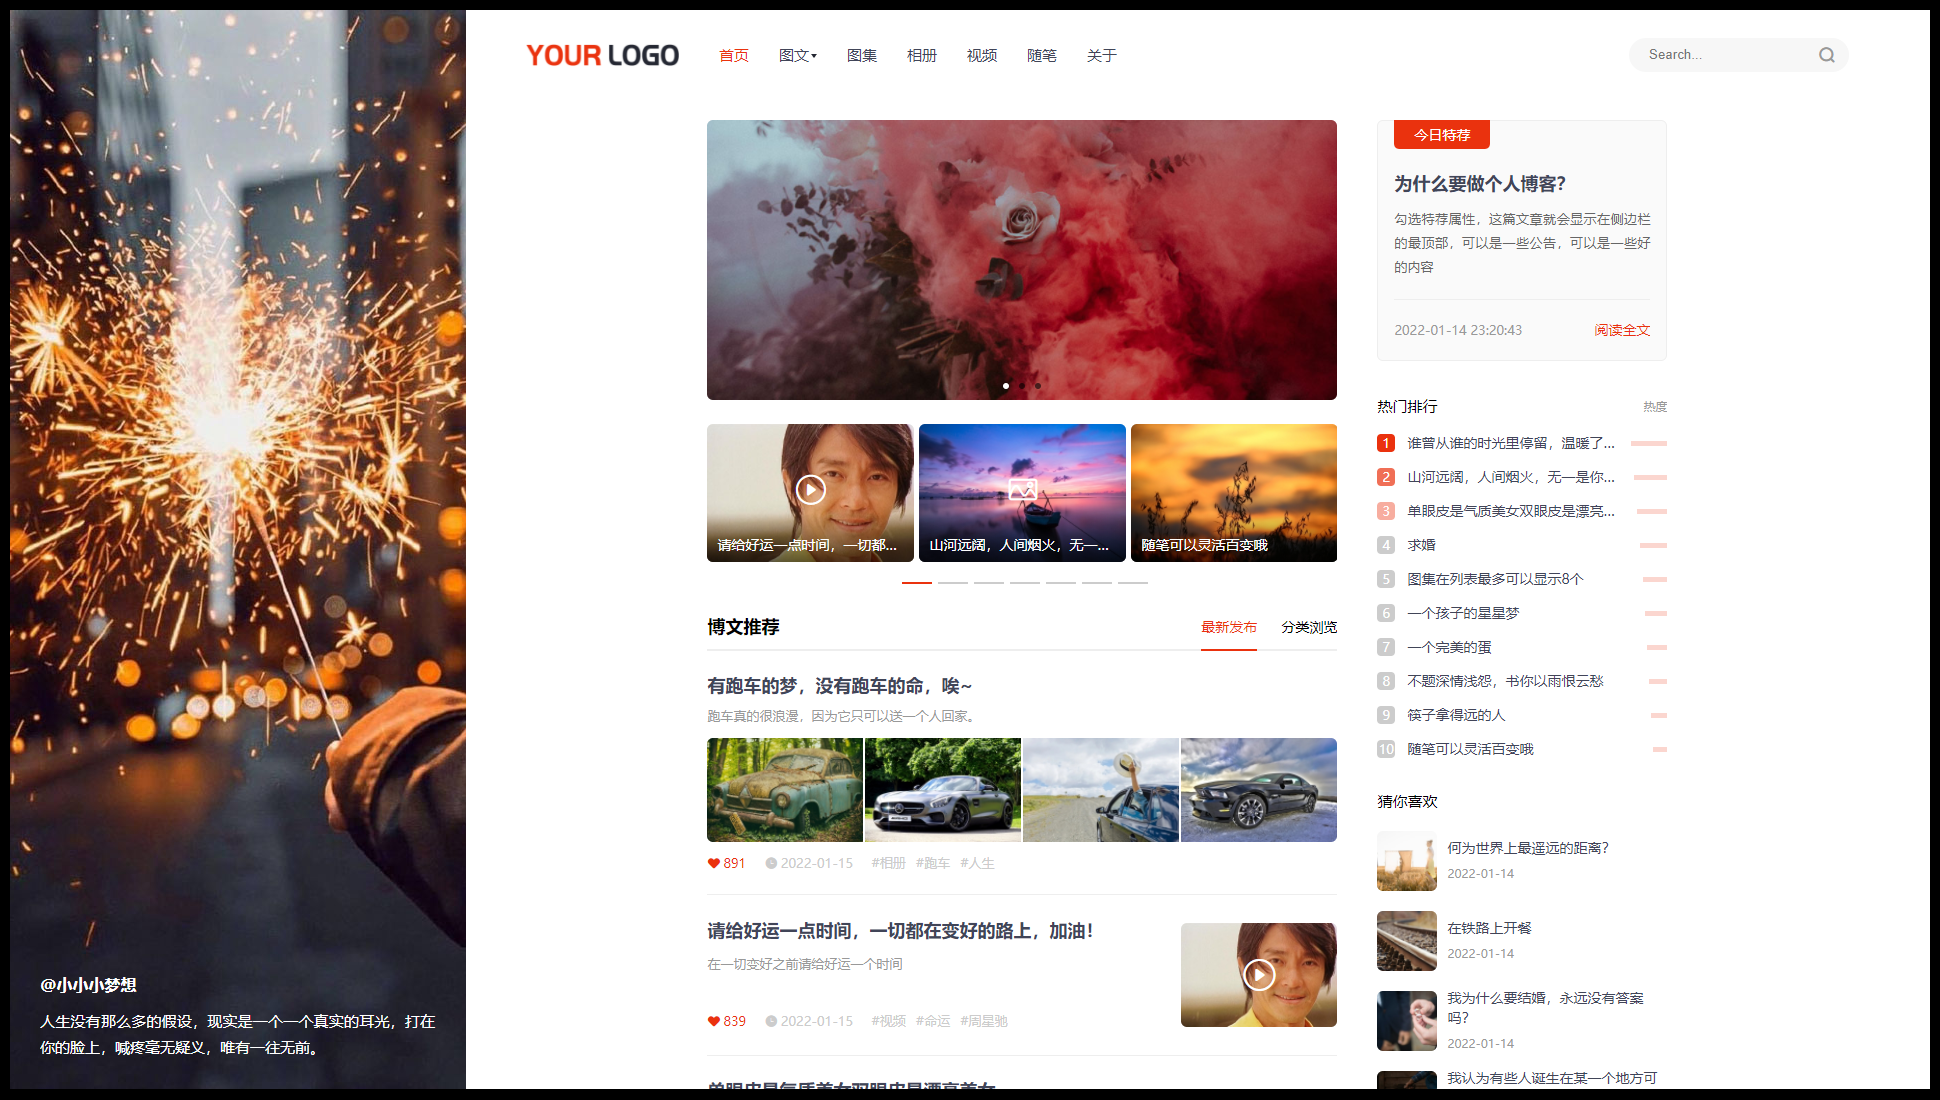 YOUR LOGO
首页 图文 图集 相册 视频 随笔 关于
Search...
今日特荐
为什么要做个人博客？
勾选特荐属性，这篇文章就会显示在侧边栏
的最顶部，可以是一些公告，可以是一些好
的内容
2022-01-14 23:20:43 阅读全文
请给好运一点时间，一切都...
山河远阔，人间烟火，无一...
随笔可以灵活百变哦
热门排行 热度
1 谁曾从谁的时光里停留，温暖了...
2 山河远阔，人间烟火，无一是你...
3 单眼皮是气质美女双眼皮是漂亮...
4 求婚
5 图集在列表最多可以显示8个
6 一个孩子的星星梦
7 一个完美的蛋
8 不题深情浅怨，书你以雨恨云愁
9 筷子拿得远的人
10 随笔可以灵活百变哦
博文推荐 最新发布 分类浏览
有跑车的梦，没有跑车的命，唉~
跑车真的很浪漫，因为它只可以送一个人回家。
891 2022-01-15 #相册 #跑车 #人生
请给好运一点时间，一切都在变好的路上，加油！
在一切变好之前请给好运一个时间
839 2022-01-15 #视频 #命运 #周星驰
单眼皮是气质美女双眼皮是漂亮美女
猜你喜欢
何为世界上最遥远的距离？
2022-01-14
在铁路上开餐
2022-01-14
我为什么要结婚，永远没有答案
吗？
2022-01-14
我认为有些人诞生在某一个地方可
@小小小梦想
人生没有那么多的假设，现实是一个一个真实的耳光，打在
你的脸上，喊疼毫无疑义，唯有一往无前。